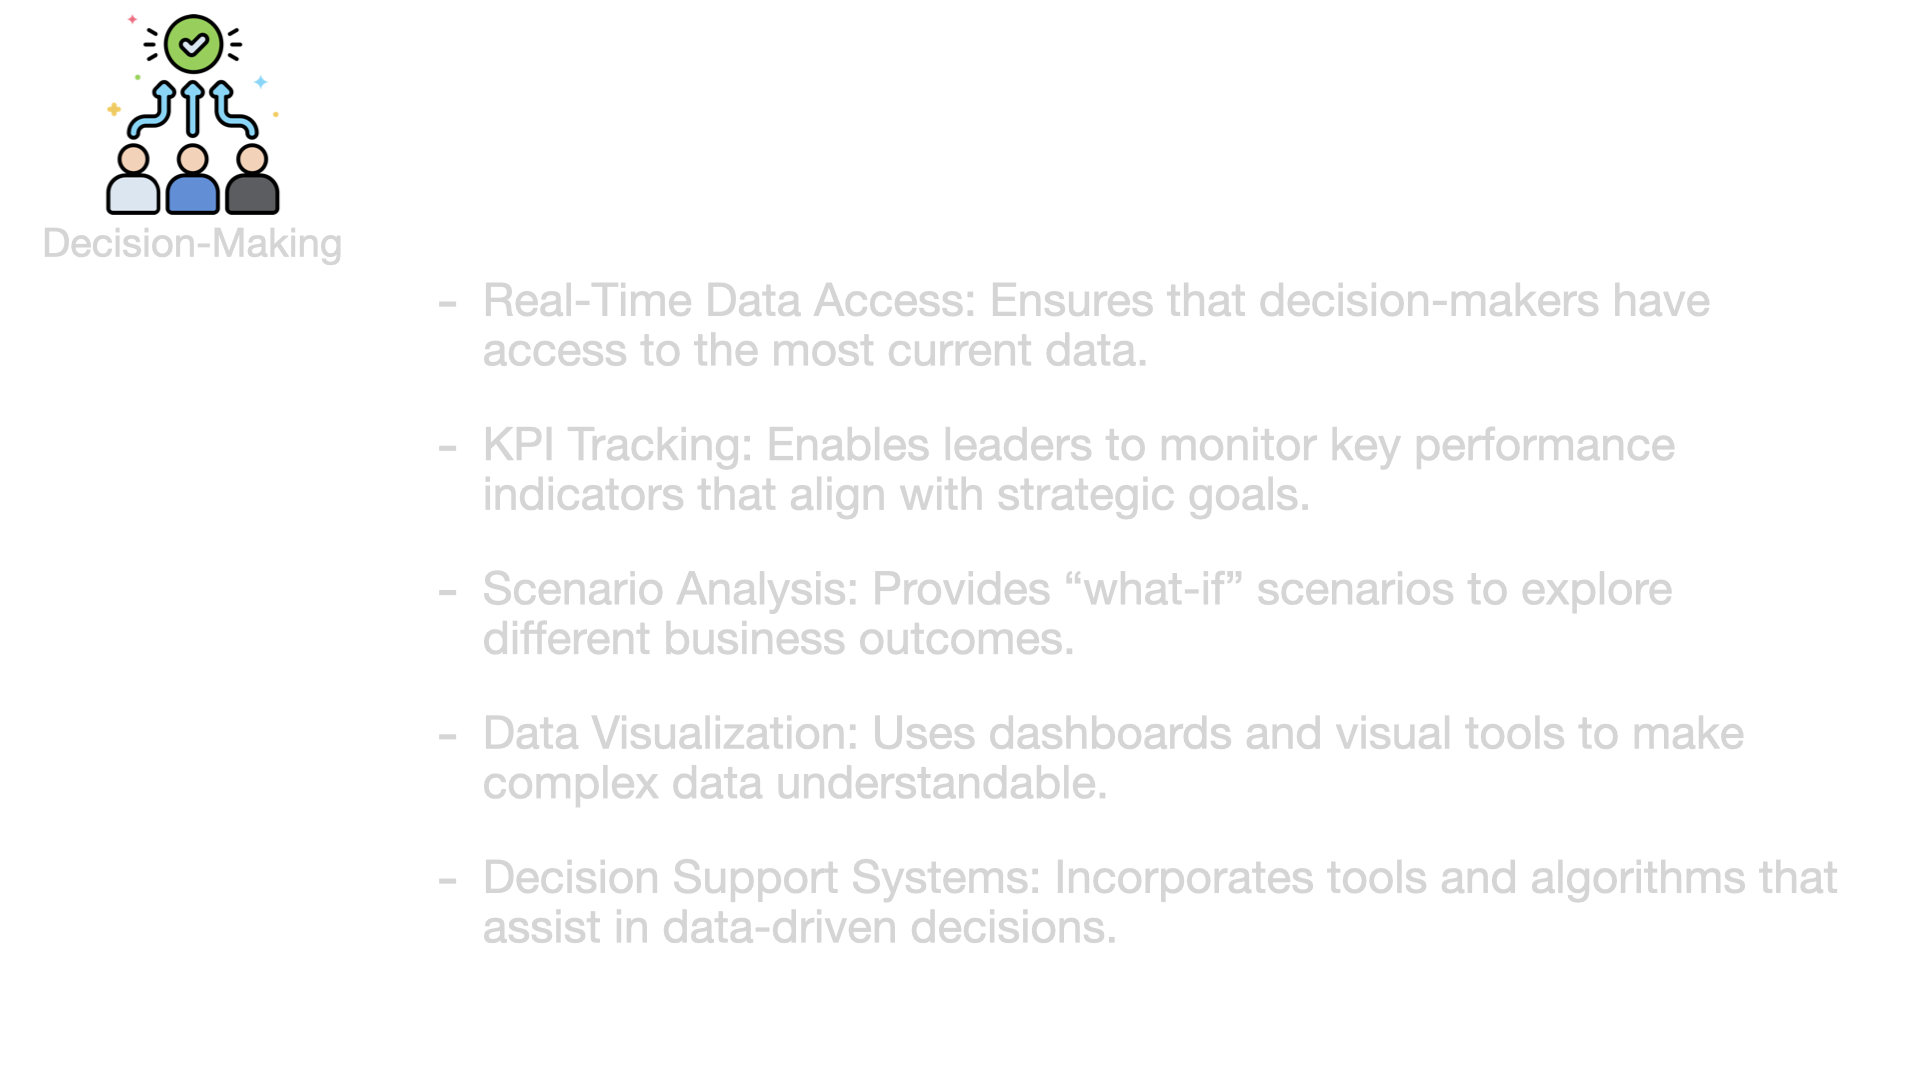 Decision-Making
- Real-Time Data Access: Ensures that decision-makers have
access to the most current data.
- KPI Tracking: Enables leaders to monitor key performance
indicators that align with strategic goals.
- Scenario Analysis: Provides “what-if” scenarios to explore
different business outcomes.
- Data Visualization: Uses dashboards and visual tools to make
complex data understandable.
- Decision Support Systems: Incorporates tools and algorithms that
assist in data-driven decisions.